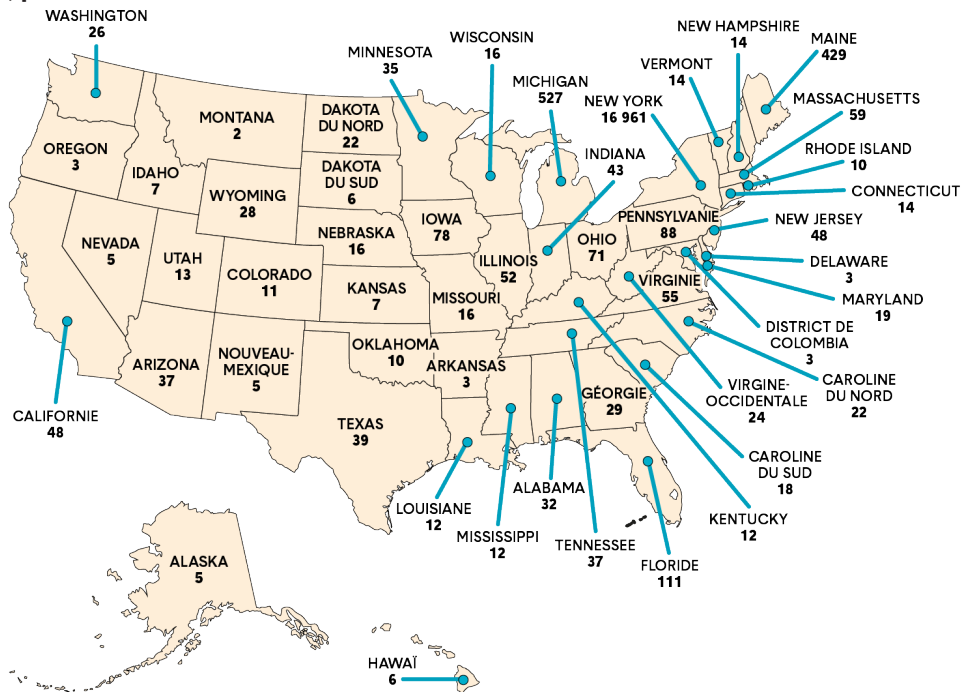 WASHINGTON
26
MINNESOTA
35
WISCONSIN
16
MICHIGAN
527
NEW YORK
16 961
VERMONT
14
NEW HAMPSHIRE
14
MAINE
429
MASSACHUSETTS
59
RHODE ISLAND
10
CONNECTICUT
14
NEW JERSEY
48
DELAWARE
3
MARYLAND
19
DISTRICT DE
COLOMBIA
3
CAROLINE
DU NORD
22
VIRGINE-
OCCIDENTALE
24
CAROLINE
DU SUD
18
KENTUCKY
12
FLORIDE
111
TENNESSEE
37
ALABAMA
32
MISSISSIPPI
12
LOUISIANE
12
INDIANA
43
OREGON
3
IDAHO
7
MONTANA
2
DAKOTA
DU NORD
22
DAKOTA
DU SUD
6
WYOMING
28
NEBRASKA
16
IOWA
78
ILLINOIS
52
OHIO
71
PENNSYLVANIE
88
VIRGINIE
55
NEVADA
5
UTAH
13
COLORADO
11
KANSAS
7
MISSOURI
16
CALIFORNIE
48
ARIZONA
37
NOUVEAU-
MEXIQUE
5
OKLAHOMA
10
ARKANSAS
3
TEXAS
39
GÉORGIE
29
ALASKA
5
HAWAÏ
6